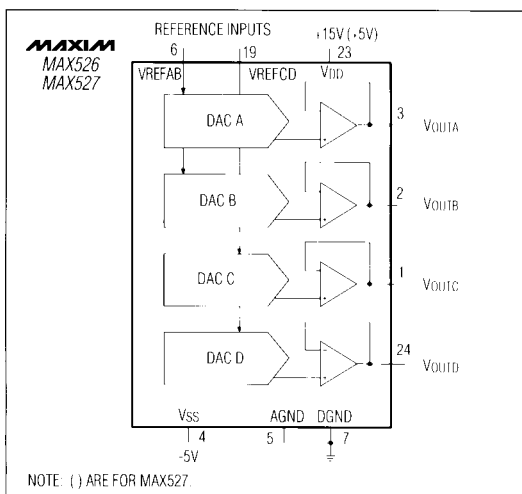 REFERENCE INPUTS
+15V (+5V)
MAXIM
MAX526
MAX527
6
19
23
VREFAB
VREFCD
VDD
DAC A
3
VOUTA
DAC B
2
VOUTB
DAC C
1
VOUTC
DAC D
24
VOUTD
VSS
AGND
DGND
4
5
7
-5V
NOTE: ( ) ARE FOR MAX527.